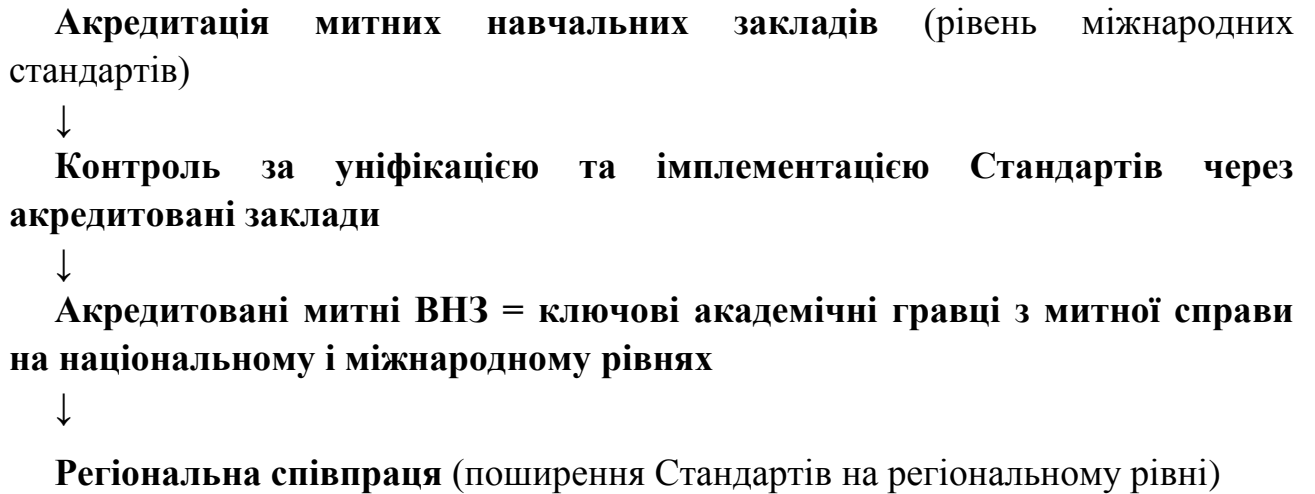 Акредитація митних навчальних закладів (рівень міжнародних
стандартів)
↓
Контроль за уніфікацією та імплементацією Стандартів через
акредитовані заклади
↓
Акредитовані митні ВНЗ = ключові академічні гравці з митної справи
на національному і міжнародному рівнях
↓
Регіональна співпраця (поширення Стандартів на регіональному рівні)